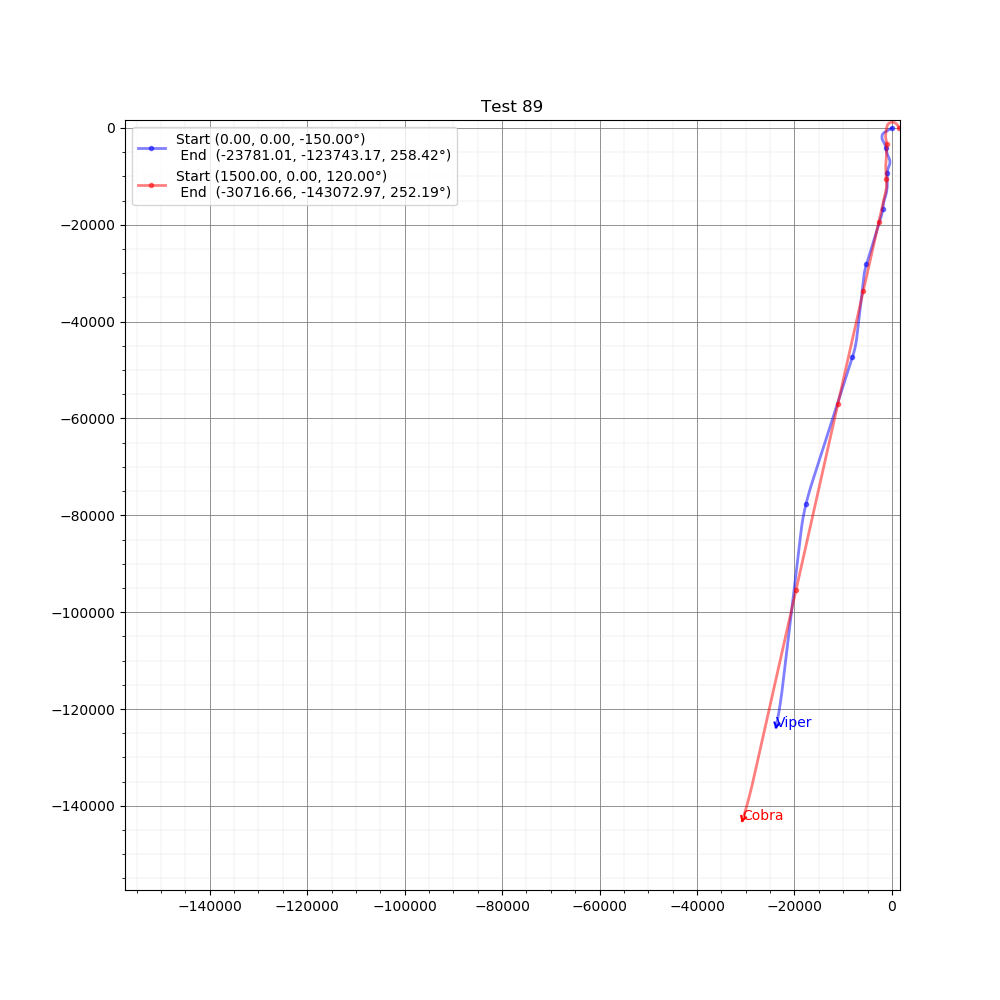 Test 89
Start (0.00, 0.00, -150.00°)
End (-23781.01, -123743.17, 258.42°)
Start (1500.00, 0.00, 120.00°)
End (-30716.66, -143072.97, 252.19°)
0
−20000
−40000
−60000
−80000
−100000
−120000
−140000
Viper
Cobra
−140000 −120000 −100000 −80000 −60000 −40000 −20000 0